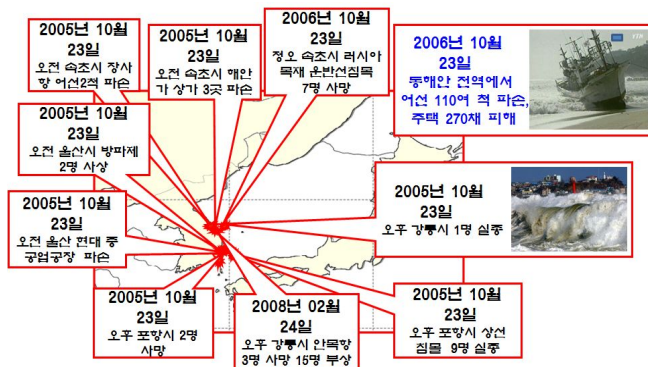 2005년 10월
23일
오전 속초시 장사
항 어선2척 파손
2005년 10월
23일
오전 속초시 해안
가 상가 3곳 파손
2006년 10월
23일
정오 속초시 러시아
목재 운반선침목
7명 사망
2006년 10월
23일
동해안 전역에서
어선 110여 척 파손,
주택 270채 피해
YTN
2005년 10월
23일
오전 울산시 방파제
2명 사상
2005년 10월
23일
오전 울산 현대 중
공업공장 파손
2005년 10월
23일
오후 강릉시 1명 실종
2005년 10월
23일
오후 포항시 2명
사망
2008년 02월
24일
오후 강릉시 안목항
3명 사망 15명 부상
2005년 10월
23일
오후 포항시 상선
침몰 9명 실종